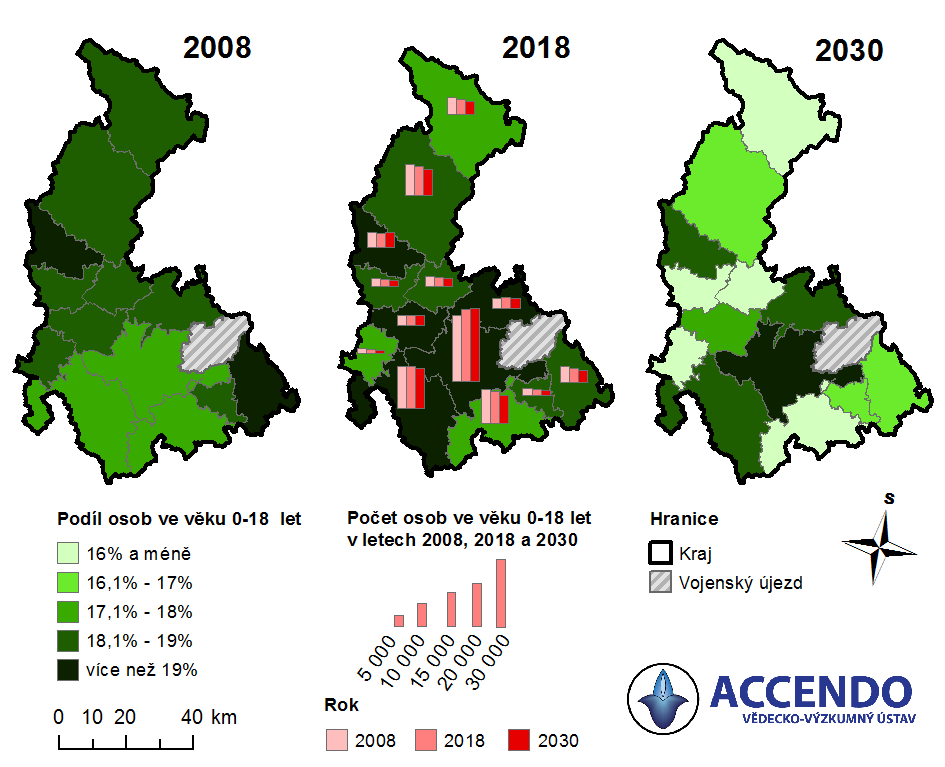 2008
2018
2030
Podíl osob ve věku 0-18 let
16% a méně
16,1% - 17%
17,1% - 18%
18,1% - 19%
více než 19%
0 10 20 40 km
Počet osob ve věku 0-18 let
v letech 2008, 2018 a 2030
5 000
10 000
15 000
20 000
30 000
Rok
2008
2018
2030
Hranice
Kraj
Vojenský újezd
S
ACCENDO
VĚDECKO-VÝZKUMNÝ ÚSTAV